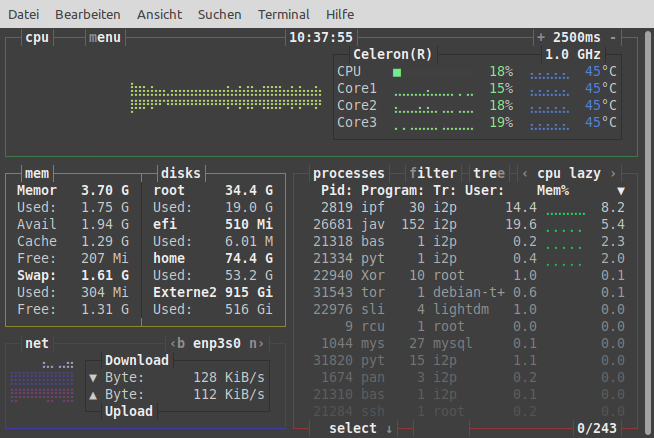 Datei Bearbeiten Ansicht Suchen Terminal Hilfe
cpu menu 10:37:55 + 2500ms -
Celeron(R) 1.0 GHz
CPU 18% 45°C
Core1 15% 45°C
Core2 18% 45°C
Core3 19% 45°C
mem
Memor 3.70 G
Used: 1.75 G
Avail 1.94 G
Cache 1.29 G
Free: 207 Mi
Swap: 1.61 G
Used: 304 Mi
Free: 1.31 G
disks
root 34.4 G
Used: 19.0 G
efi 510 Mi
Used: 6.01 M
home 74.4 G
Used: 53.2 G
Externe2 915 Gi
Used: 516 Gi
net ‹b enp3s0 n›
Download
▼ Byte: 128 KiB/s
▲ Byte: 112 KiB/s
Upload
processes filter tree ‹ cpu lazy ›
Pid: Program: Tr: User: Mem% ▼
2819 ipf 30 i2p 14.4 8.2
26681 jav 152 i2p 19.6 5.4
21318 bas 1 i2p 0.2 2.3
21334 pyt 1 i2p 0.4 2.0
22940 Xor 10 root 1.0 0.1
31543 tor 1 debian-t+ 0.6 0.1
22976 sli 4 lightdm 1.0 0.0
9 rcu 1 root 0.0 0.0
1044 mys 27 mysql 0.1 0.0
31820 pyt 15 i2p 1.1 0.0
1674 pan 3 i2p 0.2 0.0
21310 bas 1 i2p 0.1 0.0
21284 ssh 1 root 0.2 0.0
select ↓ 0/243